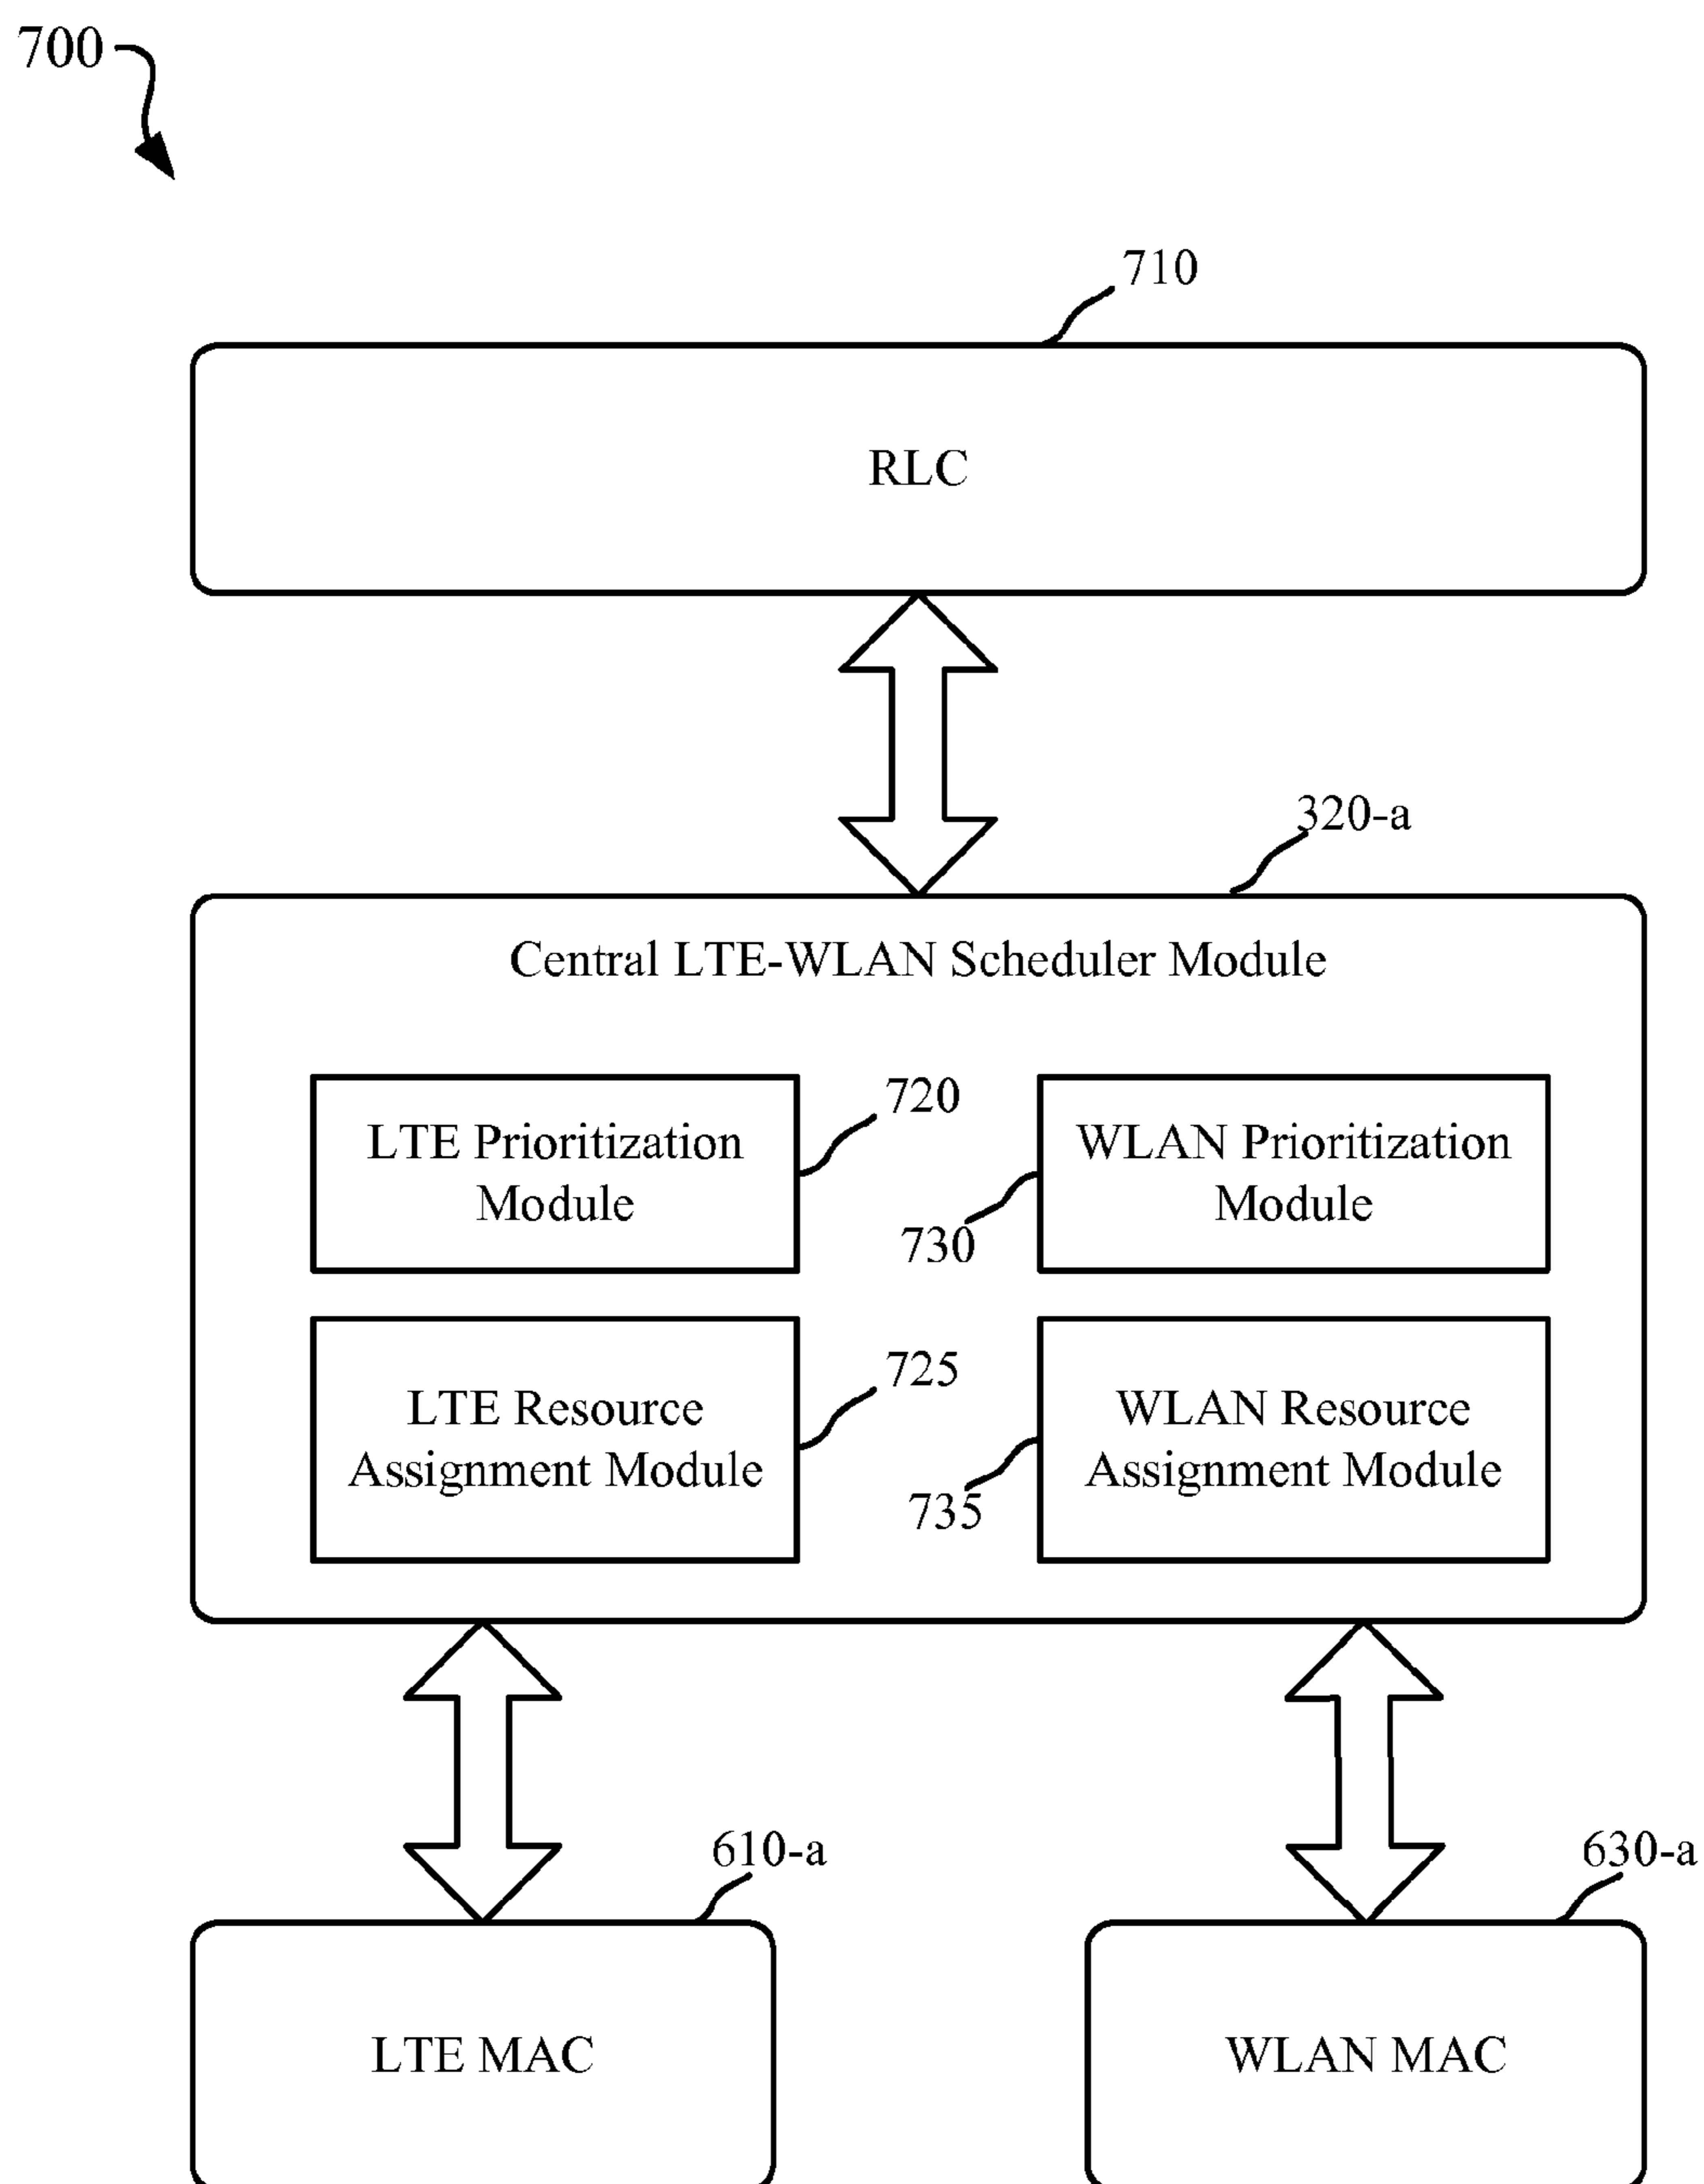 700
710
RLC
320-a
Central LTE-WLAN Scheduler Module
LTE Prioritization
Module
720
WLAN Prioritization
Module
730
LTE Resource
Assignment Module
725
WLAN Resource
Assignment Module
735
610-a
LTE MAC
630-a
WLAN MAC